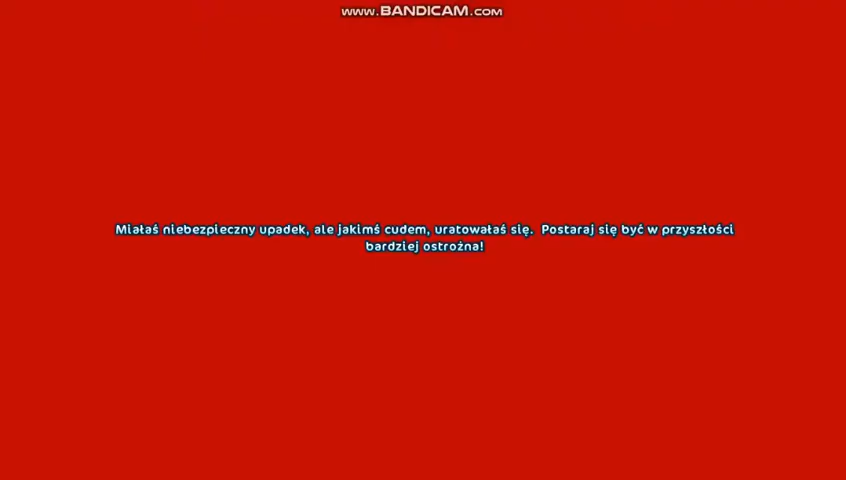 www.BANDICAM.com
Miałaś niebezpieczny upadek, ale jakimś cudem, uratowałaś się.  Postaraj się być w przyszłości
bardziej ostrożna!